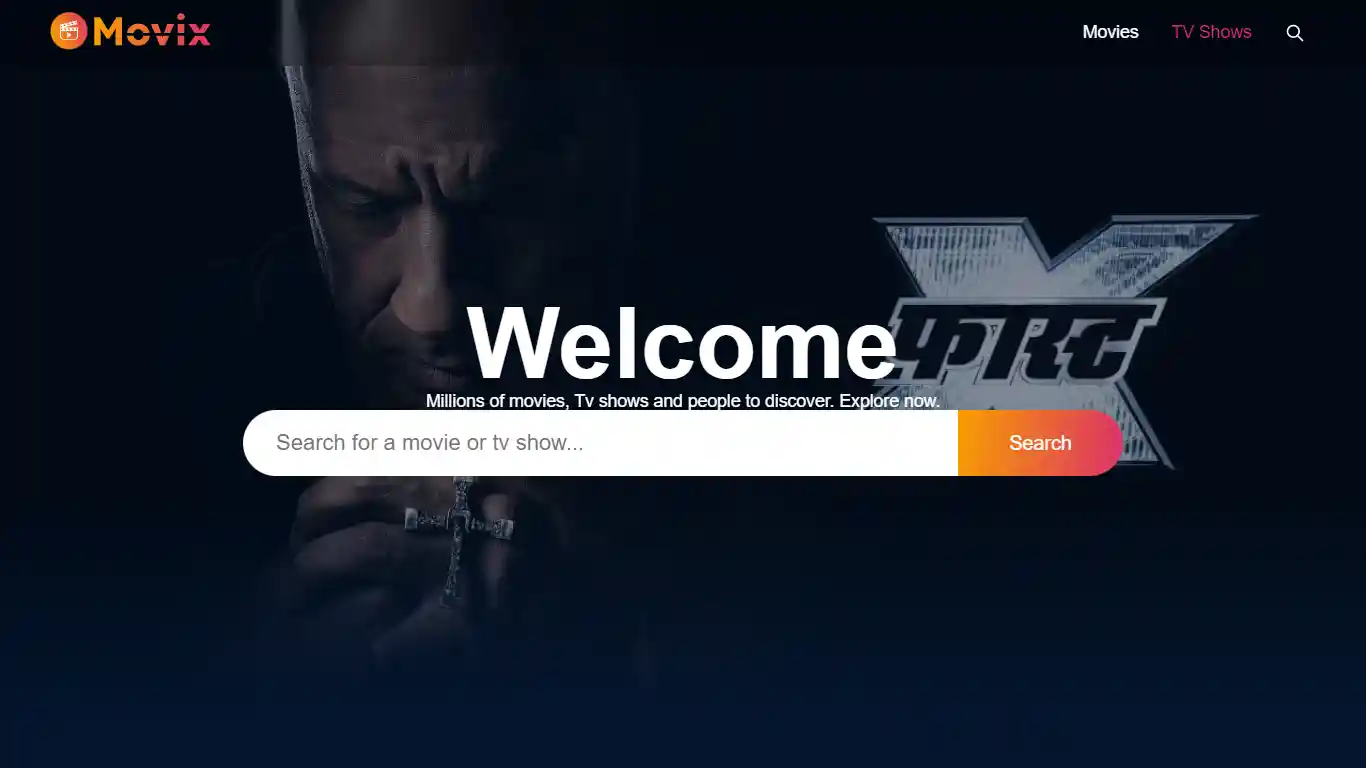 Movix
Movies
TV Shows
X
फास्ट
Welcome
Millions of movies, Tv shows and people to discover. Explore now.
Search for a movie or tv show...
Search